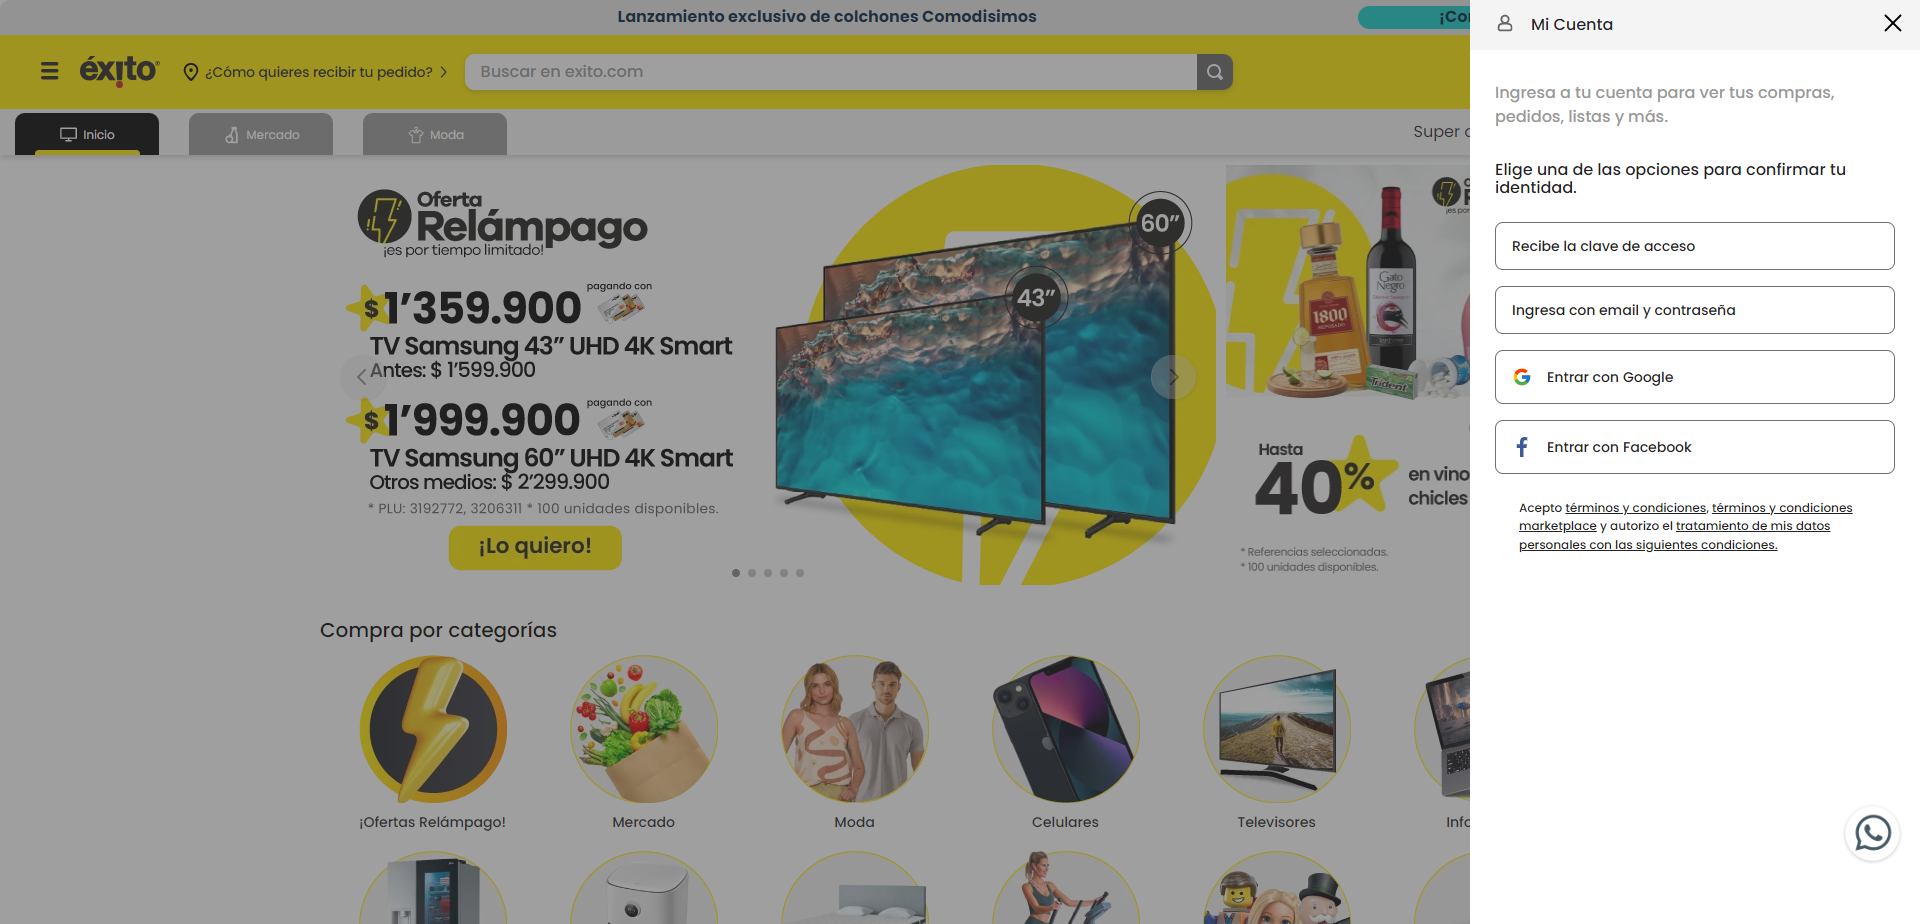 Lanzamiento exclusivo de colchones Comodisimos
¡Co
Mi Cuenta
éxito
¿Cómo quieres recibir tu pedido?
Buscar en exito.com
Inicio
Mercado
Moda
Super
Ingresa a tu cuenta para ver tus compras,
pedidos, listas y más.
Elige una de las opciones para confirmar tu
identidad.
Recibe la clave de acceso
Ingresa con email y contraseña
Entrar con Google
Entrar con Facebook
Acepto términos y condiciones, términos y condiciones
marketplace y autorizo el tratamiento de mis datos
personales con las siguientes condiciones.
Oferta
Relámpago
¡es por tiempo limitado!
$1'359.900
pagando con
TV Samsung 43" UHD 4K Smart
Antes: $ 1'599.900
$1'999.900
pagando con
TV Samsung 60" UHD 4K Smart
Otros medios: $ 2'299.900
* PLU: 3192772, 3206311 * 100 unidades disponibles.
¡Lo quiero!
60"
43"
¡es por
1800
Gato
Negro
Trident
Hasta
40%
en vino
chicles
* Referencias seleccionadas.
* 100 unidades disponibles.
Compra por categorías
¡Ofertas Relámpago!
Mercado
Moda
Celulares
Televisores
Info